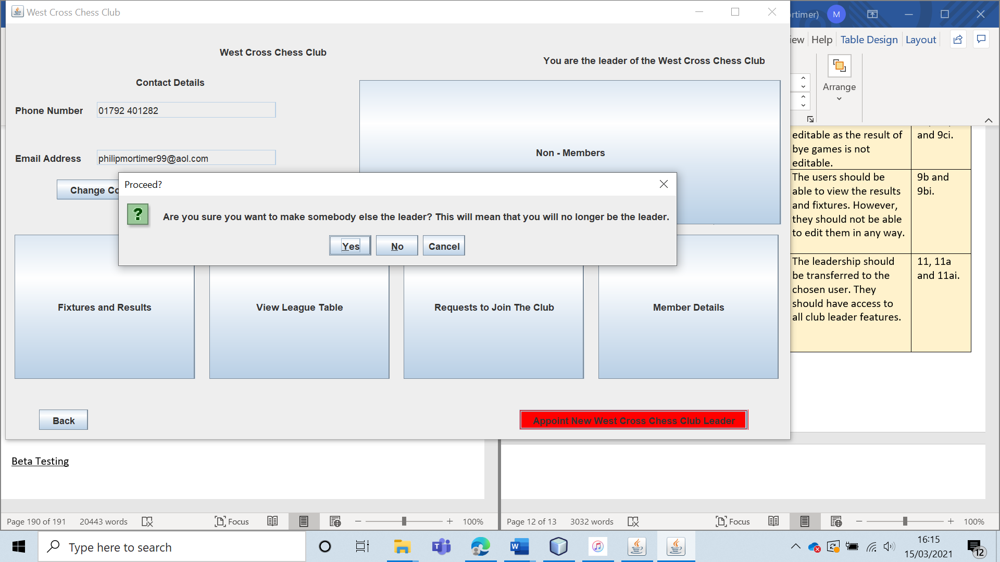 West Cross Chess Club
West Cross Chess Club
You are the leader of the West Cross Chess Club
Contact Details
Phone Number
01792 401282
Email Address
philipmortimer99@aol.com
Non - Members
Change Co
Proceed?
Are you sure you want to make somebody else the leader? This will mean that you will no longer be the leader.
Yes
No
Cancel
Fixtures and Results
View League Table
Requests to Join The Club
Member Details
Back
Appoint New West Cross Chess Club Leader
rtimer)
M
iew
Help
Table Design
Layout
Arrange
editable as the result of
bye games is not
editable.
and 9ci.
The users should be
able to view the results
and fixtures. However,
they should not be able
to edit them in any way.
9b and
9bi.
The leadership should
be transferred to the
chosen user. They
should have access to
all club leader features.
11, 11a
and 11ai.
Beta Testing
Page 190 of 191
20443 words
Focus
100%
Page 12 of 13
3032 words
Focus
100%
Type here to search
16:15
15/03/2021
12